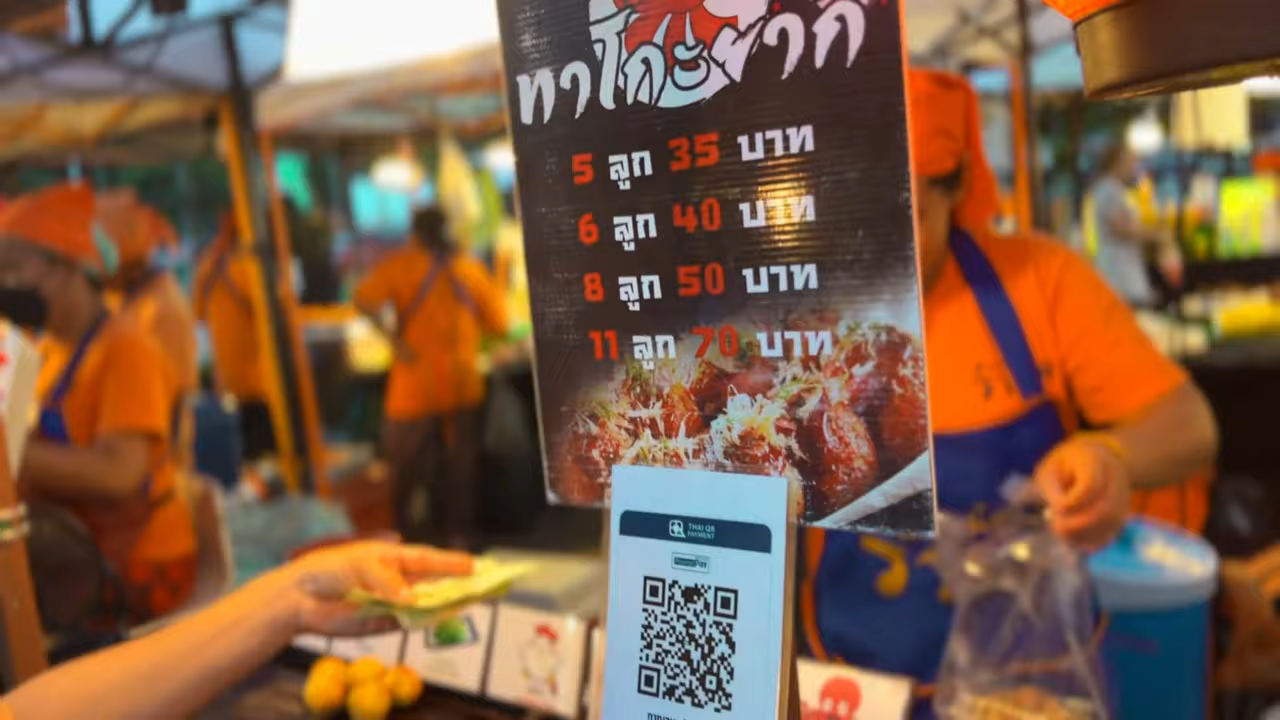 ทาโกะยากิ
5 ลูก 35 บาท
6 ลูก 40 บาท
8 ลูก 50 บาท
11 ลูก 70 บาท
THAI QR
PAYMENT